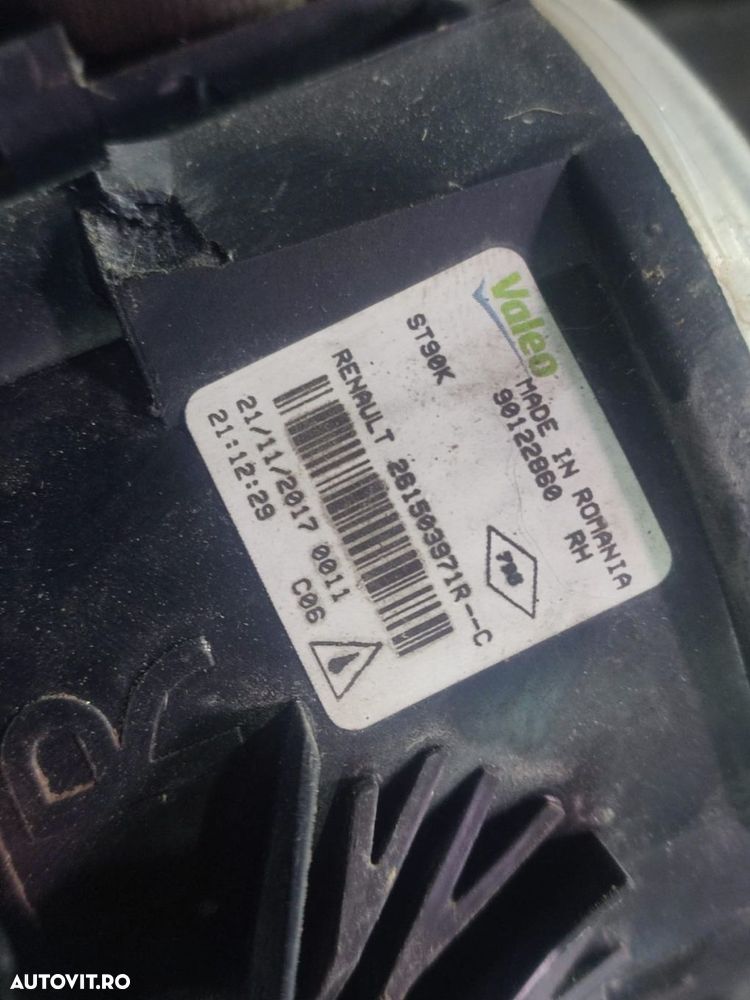 Valeo
MADE IN ROMANIA
90122860 RH
ST90K
RENAULT 261503971R--C
21/11/2017 0011
21:12:29 C06
R
AUTOVIT.RO